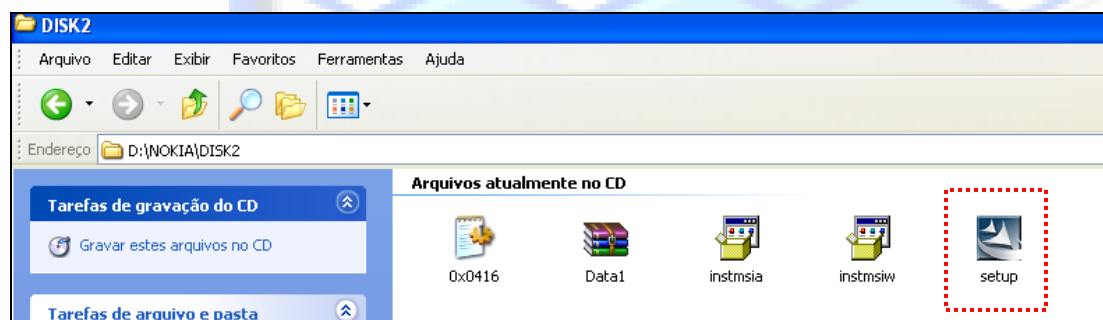 DISK2
Arquivo Editar Exibir Favoritos Ferramentas Ajuda
Endereço D:\NOKIA\DISK2
Tarefas de gravação do CD
Gravar estes arquivos no CD
Tarefas de arquivo e pasta
Arquivos atualmente no CD
0x0416 Data1 instmsia instmsiw setup